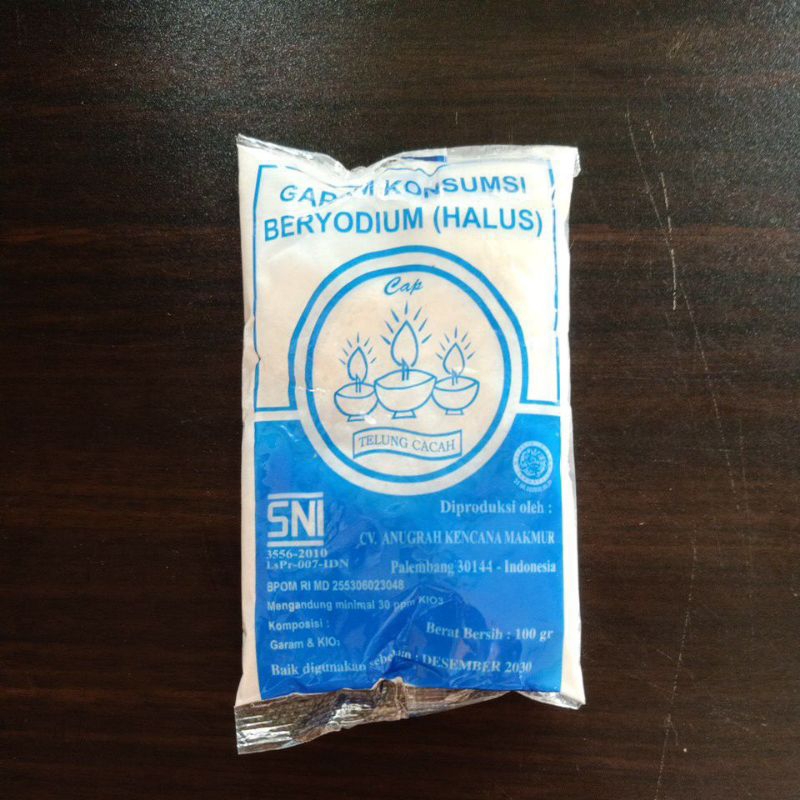 GARAM KONSUMSI
BERYODIUM (HALUS)
Cap
TELUNG CACAH
SNI
3556-2010
LsPr-007-IDN
Diproduksi oleh :
CV. ANUGRAH KENCANA MAKMUR
Palembang 30144 - Indonesia
BPOM RI MD 255306023048
Mengandung minimal 30 ppm KIO3
Komposisi :
Garam & KIO₃
Berat Bersih : 100 gr
Baik digunakan sebelum : DESEMBER 2030